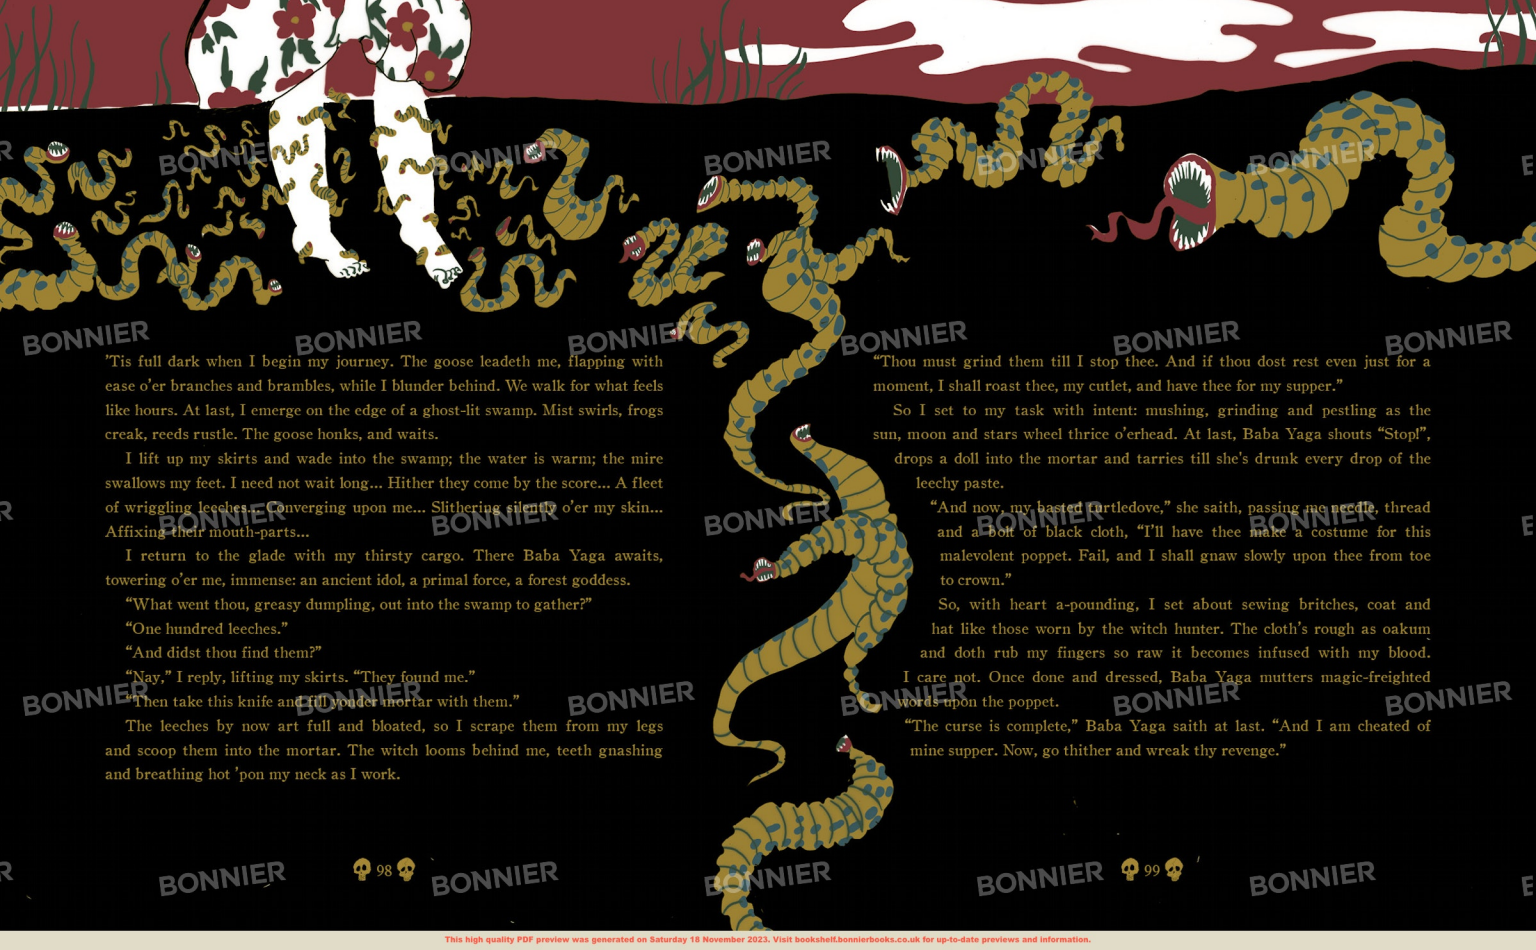 ’Tis full dark when I begin my journey. The goose leadeth me, flapping with
ease o’er branches and brambles, while I blunder behind. We walk for what feels
like hours. At last, I emerge on the edge of a ghost-lit swamp. Mist swirls, frogs
creak, reeds rustle. The goose honks, and waits.
I lift up my skirts and wade into the swamp; the water is warm; the mire
swallows my feet. I need not wait long... Hither they come by the score... A fleet
of wriggling leeches... Converging upon me... Slithering silently o’er my skin...
Affixing their mouth-parts...
I return to the glade with my thirsty cargo. There Baba Yaga awaits,
towering o’er me, immense: an ancient idol, a primal force, a forest goddess.
“What went thou, greasy dumpling, out into the swamp to gather?”
“One hundred leeches.”
“And didst thou find them?”
“Nay,” I reply, lifting my skirts. “They found me.”
“Then take this knife and fill yonder mortar with them.”
The leeches by now art full and bloated, so I scrape them from my legs
and scoop them into the mortar. The witch looms behind me, teeth gnashing
and breathing hot ’pon my neck as I work.
98
“Thou must grind them till I stop thee. And if thou dost rest even just for a
moment, I shall roast thee, my cutlet, and have thee for my supper.”
So I set to my task with intent: mushing, grinding and pestling as the
sun, moon and stars wheel thrice o’erhead. At last, Baba Yaga shouts “Stop!”,
drops a doll into the mortar and tarries till she's drunk every drop of the
leechy paste.
“And now, my basted turtledove,” she saith, passing me needle, thread
and a bolt of black cloth, “I’ll have thee make a costume for this
malevolent poppet. Fail, and I shall gnaw slowly upon thee from toe
to crown.”
So, with heart a-pounding, I set about sewing britches, coat and
hat like those worn by the witch hunter. The cloth’s rough as oakum
and doth rub my fingers so raw it becomes infused with my blood.
I care not. Once done and dressed, Baba Yaga mutters magic-freighted
words upon the poppet.
“The curse is complete,” Baba Yaga saith at last. “And I am cheated of
mine supper. Now, go thither and wreak thy revenge.”
99
BONNIER
This high quality PDF preview was generated on Saturday 18 November 2023. Visit bookshelf.bonnierbooks.co.uk for up-to-date previews and information.